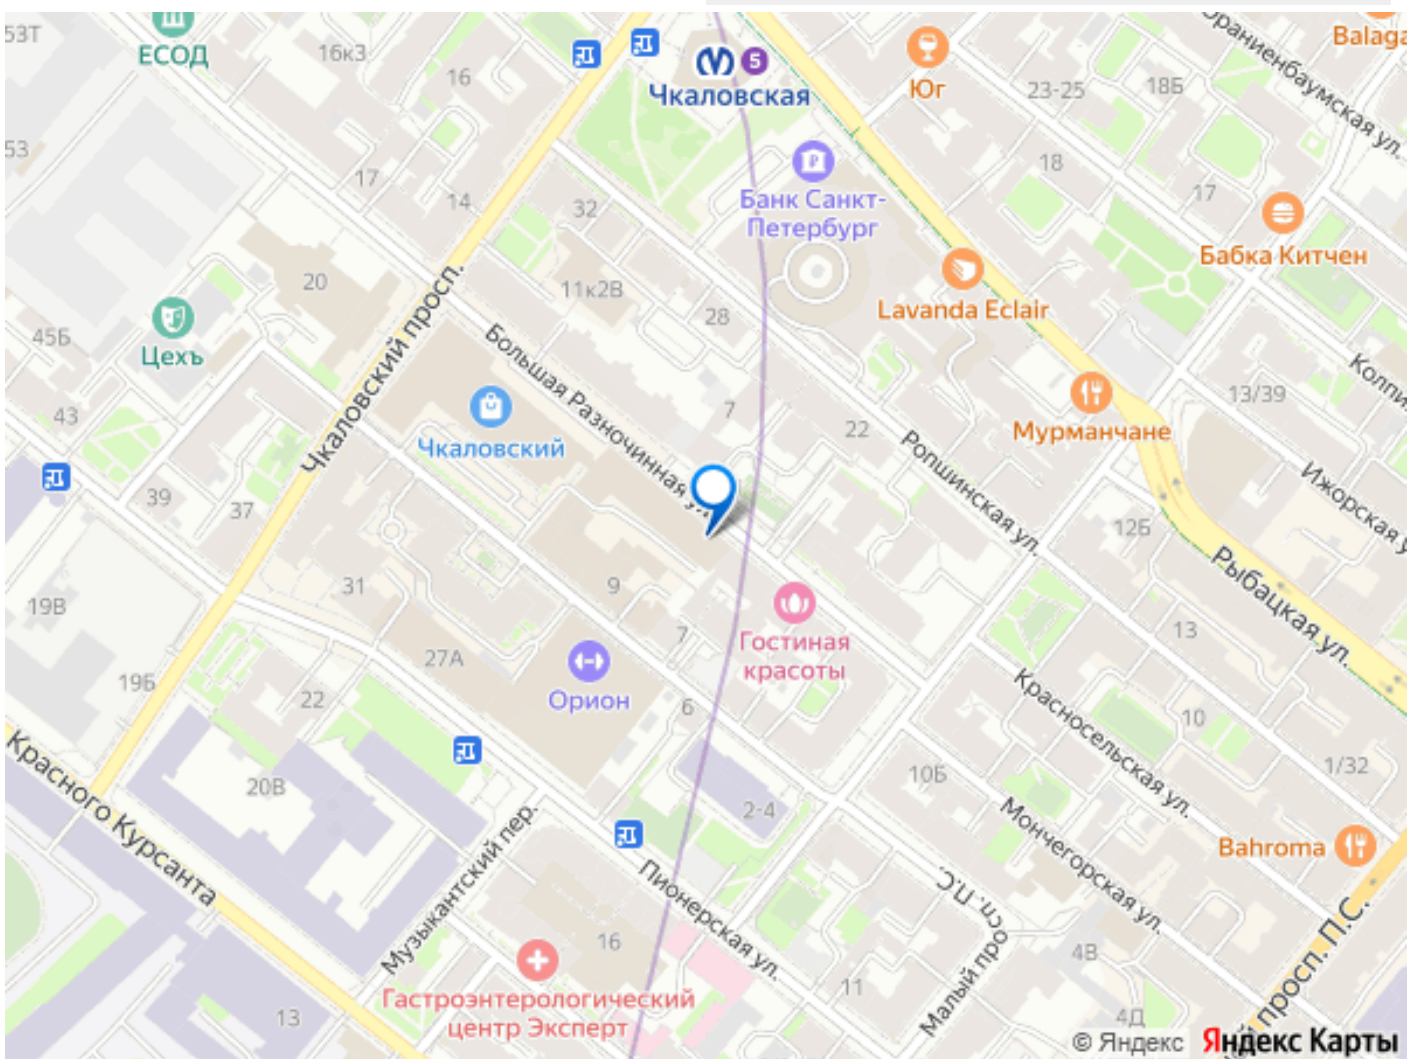 53Т
ЕСОД
16к3
16
5
Чкаловская
Юг
23-25
18Б
Ораниенбаумская ул.
Balaga
53
17
14
32
Банк Санкт-
Петербург
18
17
Бабка Китчен
20
11к2В
28
Lavanda Eclair
45Б
Цехъ
Чкаловский просп.
Большая Разночинная ул.
7
22
Мурманчане
13/39
43
Чкаловский
Ропшинская ул.
Ижорская у
39
37
12Б
Рыбацкая ул.
19В
31
9
7
Гостиная
красоты
13
27А
Орион
6
19Б
22
Красносельская ул.
10
1/32
Красного Курсанта
20В
10Б
2-4
Мончегорская ул.
Bahroma
Музыкантский пер.
Пионерская ул.
Малый просп. П.С.
16
4В
Гастроэнтерологический
центр Эксперт
11
13
4Д
й просп. П.С.
© Яндекс Яндекс Карты